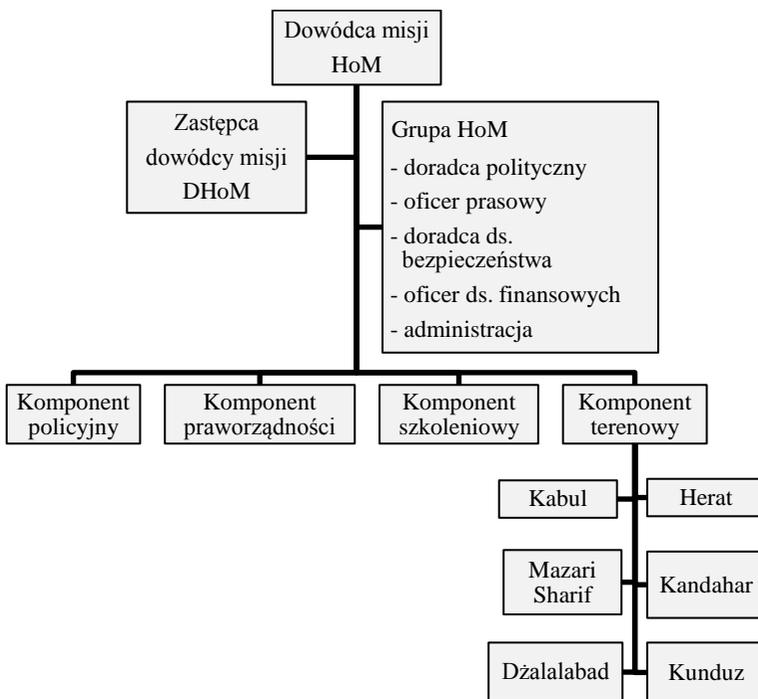 Dowódca misji
HoM
Zastępca
dowódcy misji
DHoM
Grupa HoM
- doradca polityczny
- oficer prasowy
- doradca ds.
bezpieczeństwa
- oficer ds. finansowych
- administracja
Komponent
policyjny
Komponent
praworządności
Komponent
szkoleniowy
Komponent
terenowy
Kabul
Herat
Mazari
Sharif
Kandahar
Dżalalabad
Kunduz